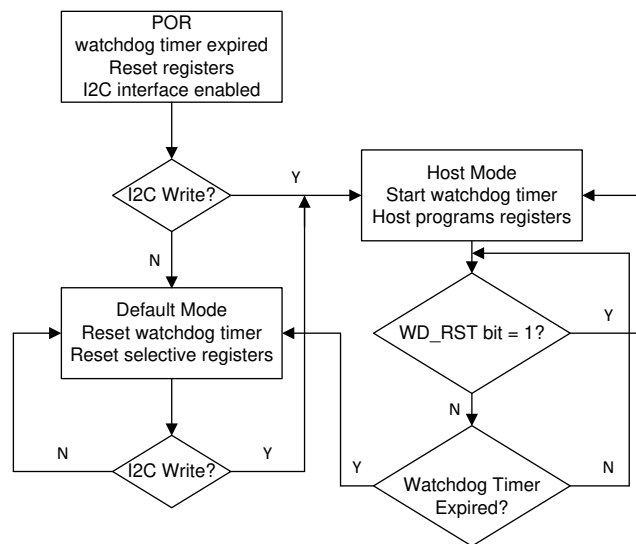 POR
watchdog timer expired
Reset registers
I2C interface enabled
I2C Write?
Y
N
Host Mode
Start watchdog timer
Host programs registers
Default Mode
Reset watchdog timer
Reset selective registers
WD_RST bit = 1?
Y
N
I2C Write?
N
Y
Watchdog Timer
Expired?
Y
N